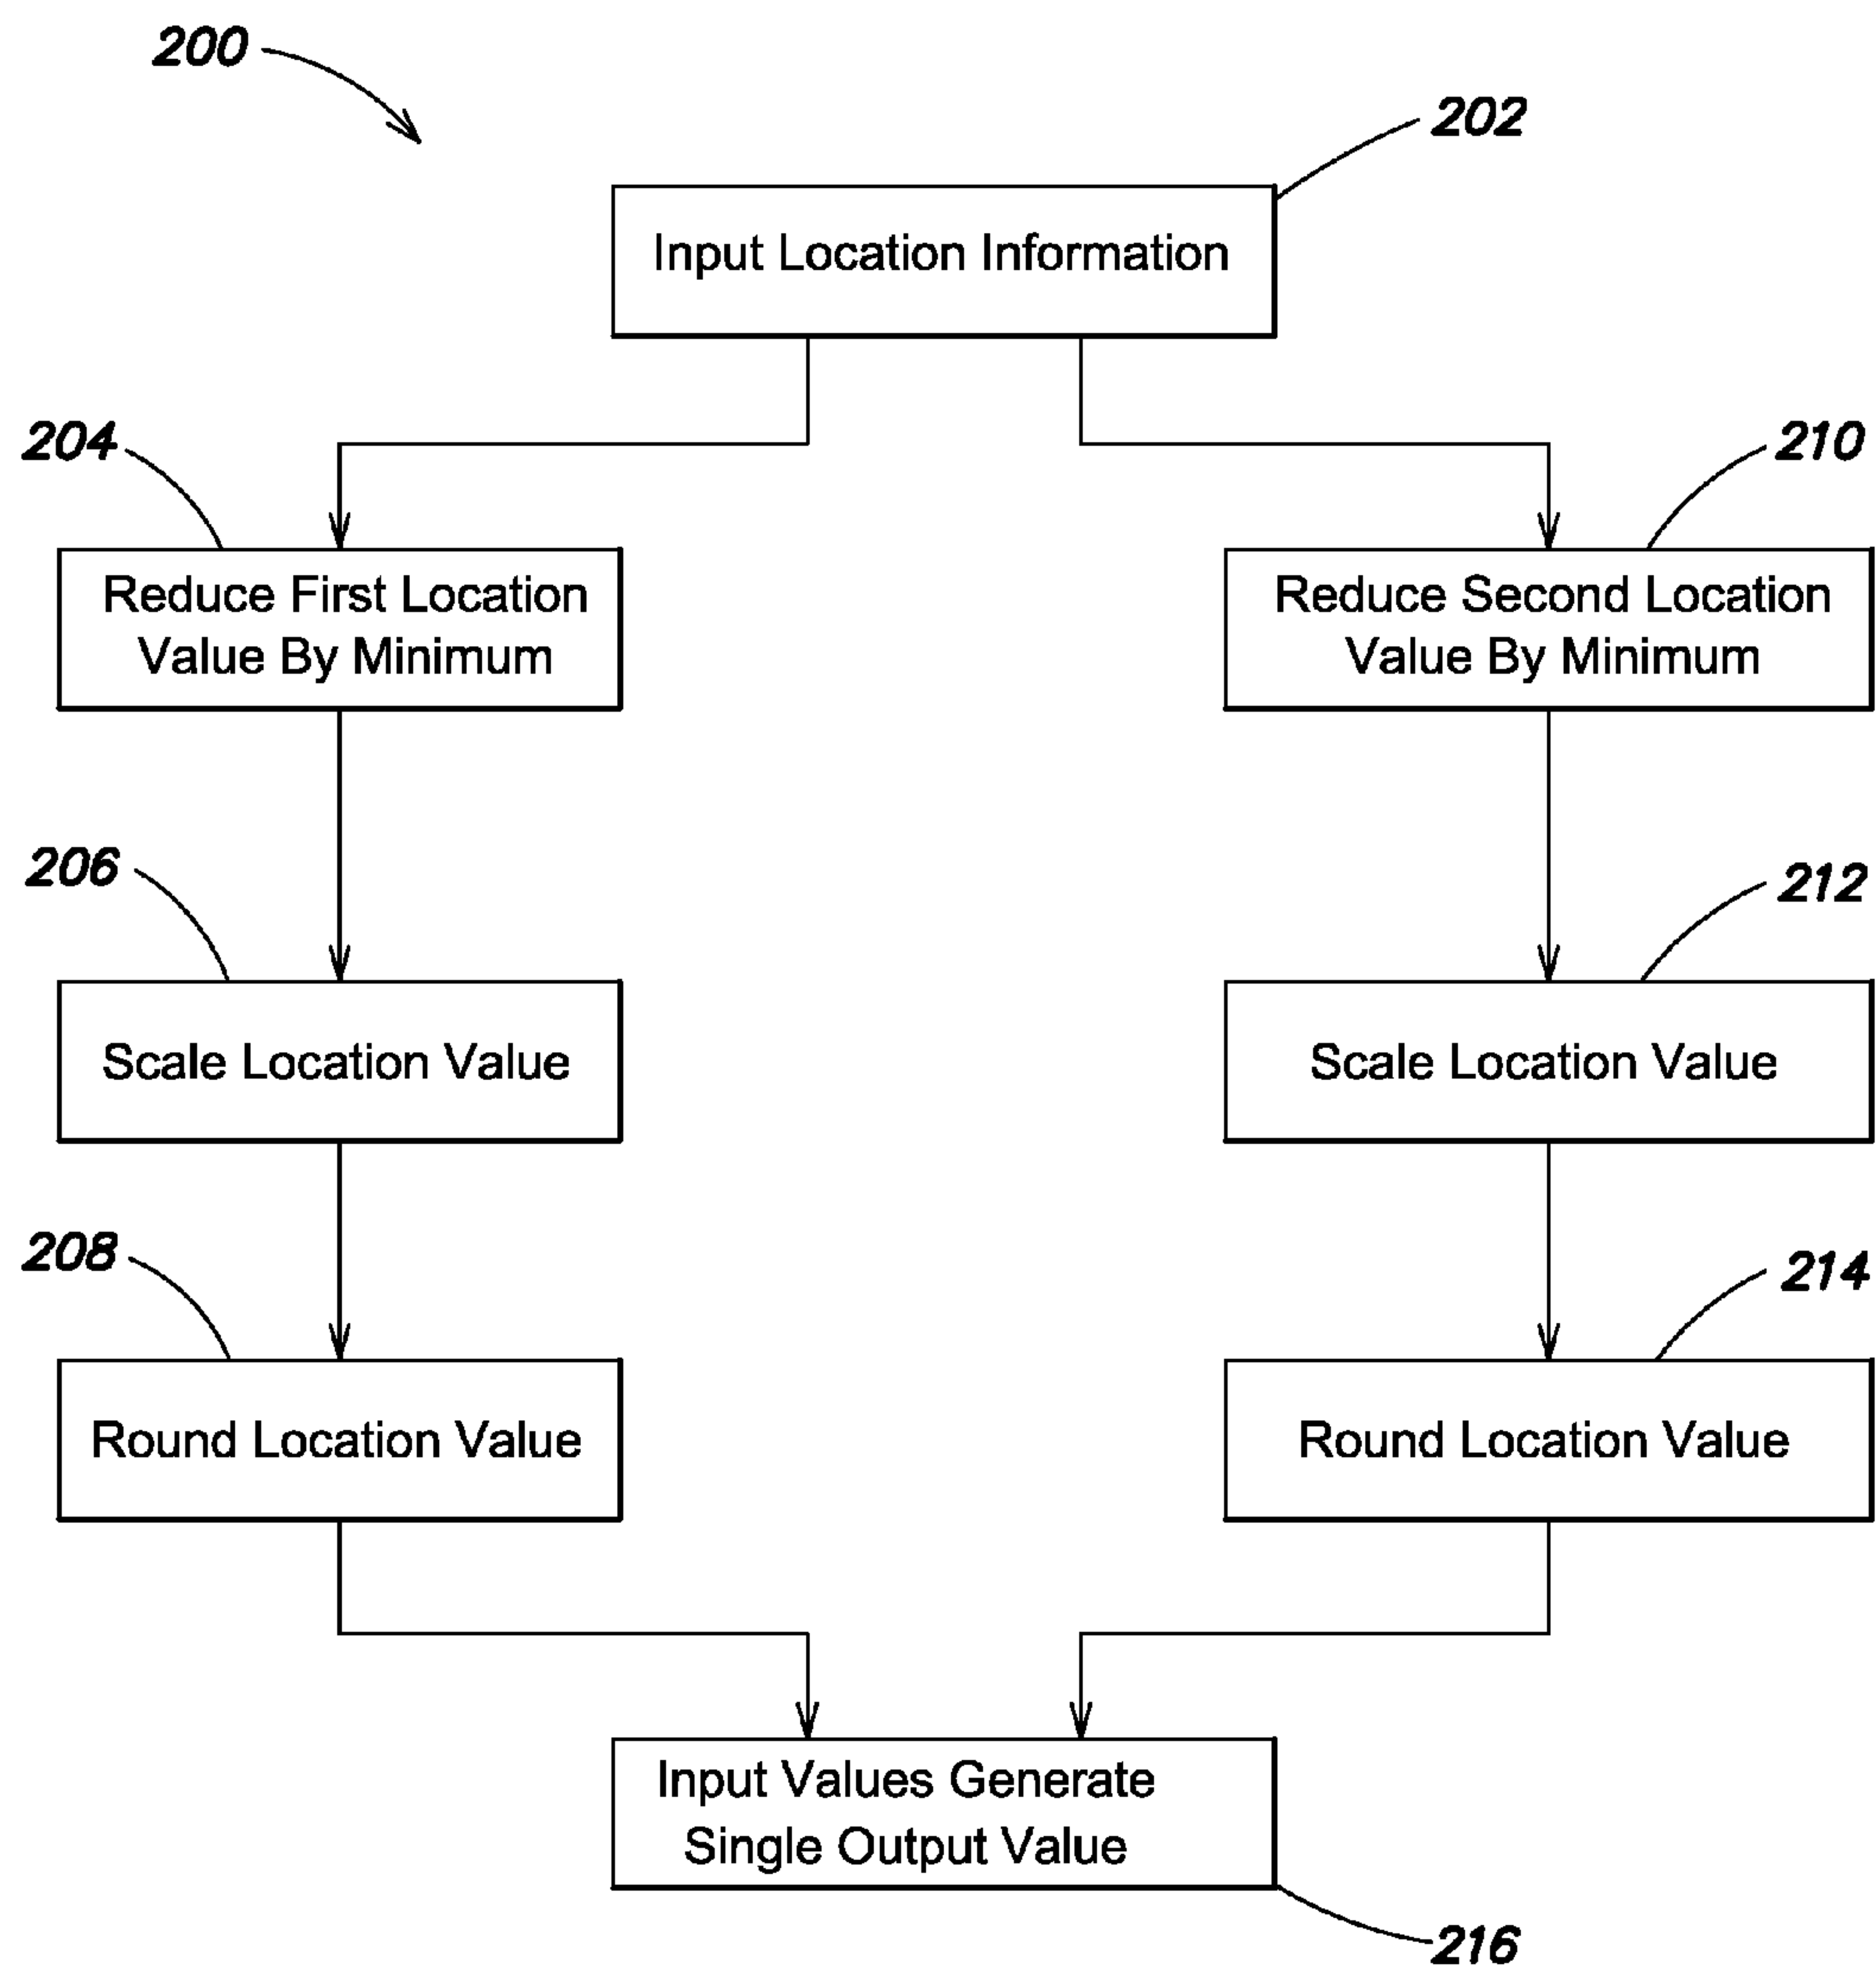 200
202
Input Location Information
204
210
Reduce First Location
Value By Minimum
Reduce Second Location
Value By Minimum
206
212
Scale Location Value
Scale Location Value
208
214
Round Location Value
Round Location Value
Input Values Generate
Single Output Value
216